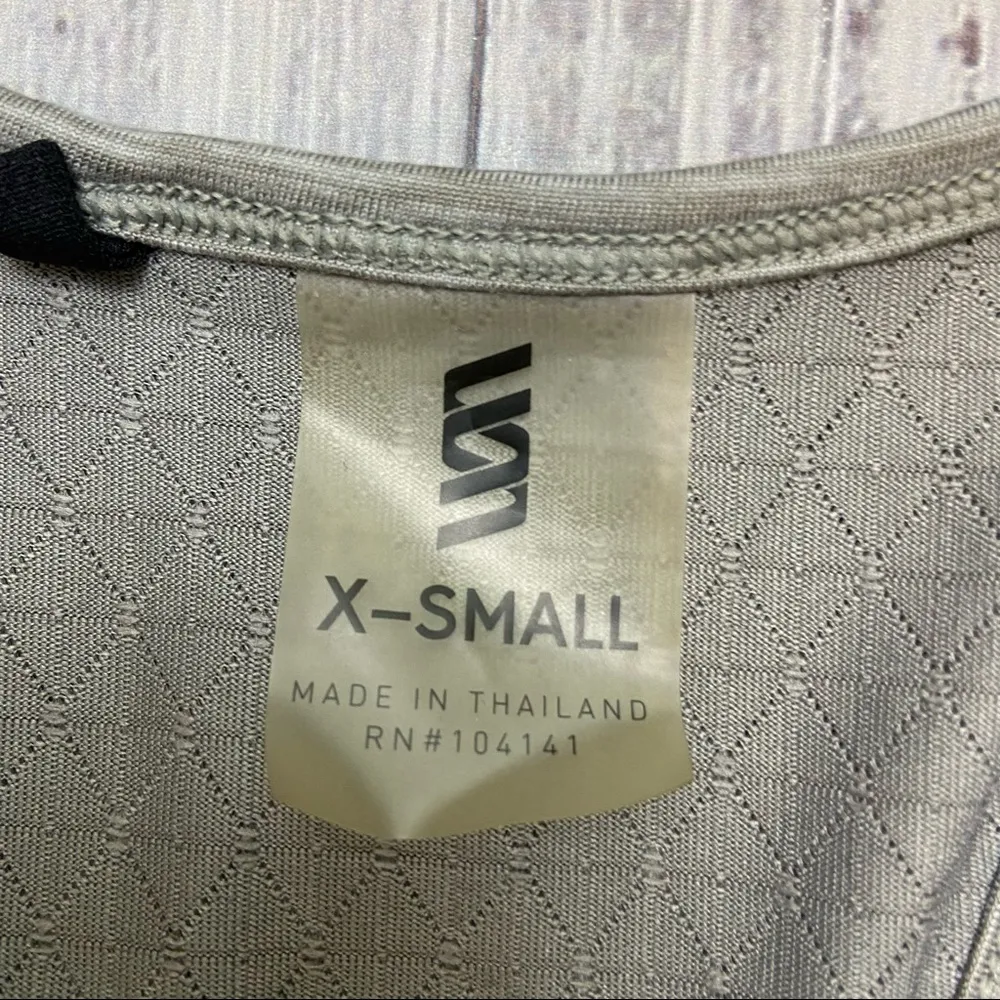 X–SMALL
MADE IN THAILAND
RN#104141